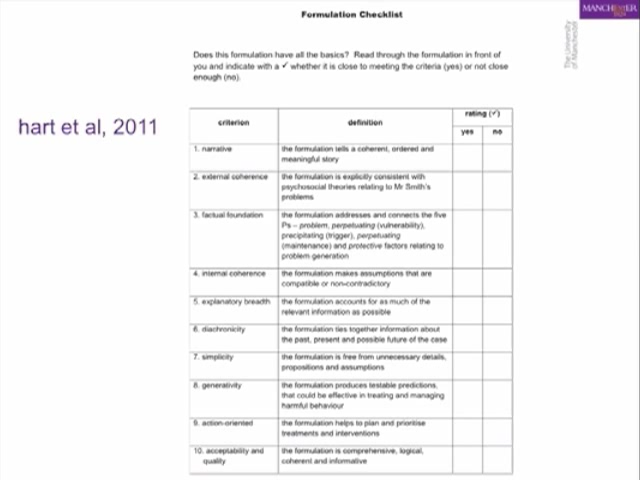 Formulation Checklist
MANCHESTER
1824
The University
of Manchester
Does this formulation have all the basics? Read through the formulation in front of
you and indicate with a ✓ whether it is close to meeting the criteria (yes) or not close
enough (no).
hart et al, 2011
criterion definition rating (✓)
yes no
1. narrative the formulation tells a coherent, ordered and
meaningful story
2. external coherence the formulation is explicitly consistent with
psychosocial theories relating to Mr Smith's
problems
3. factual foundation the formulation addresses and connects the five
Ps – problem, perpetuating (vulnerability),
precipitating (trigger), perpetuating
(maintenance) and protective factors relating to
problem generation
4. internal coherence the formulation makes assumptions that are
compatible or non-contradictory
5. explanatory breadth the formulation accounts for as much of the
relevant information as possible
6. diachronicity the formulation ties together information about
the past, present and possible future of the case
7. simplicity the formulation is free from unnecessary details,
propositions and assumptions
8. generativity the formulation produces testable predictions,
that could be effective in treating and managing
harmful behaviour
9. action-oriented the formulation helps to plan and prioritise
treatments and interventions
10. acceptability and the formulation is comprehensive, logical,
quality coherent and informative